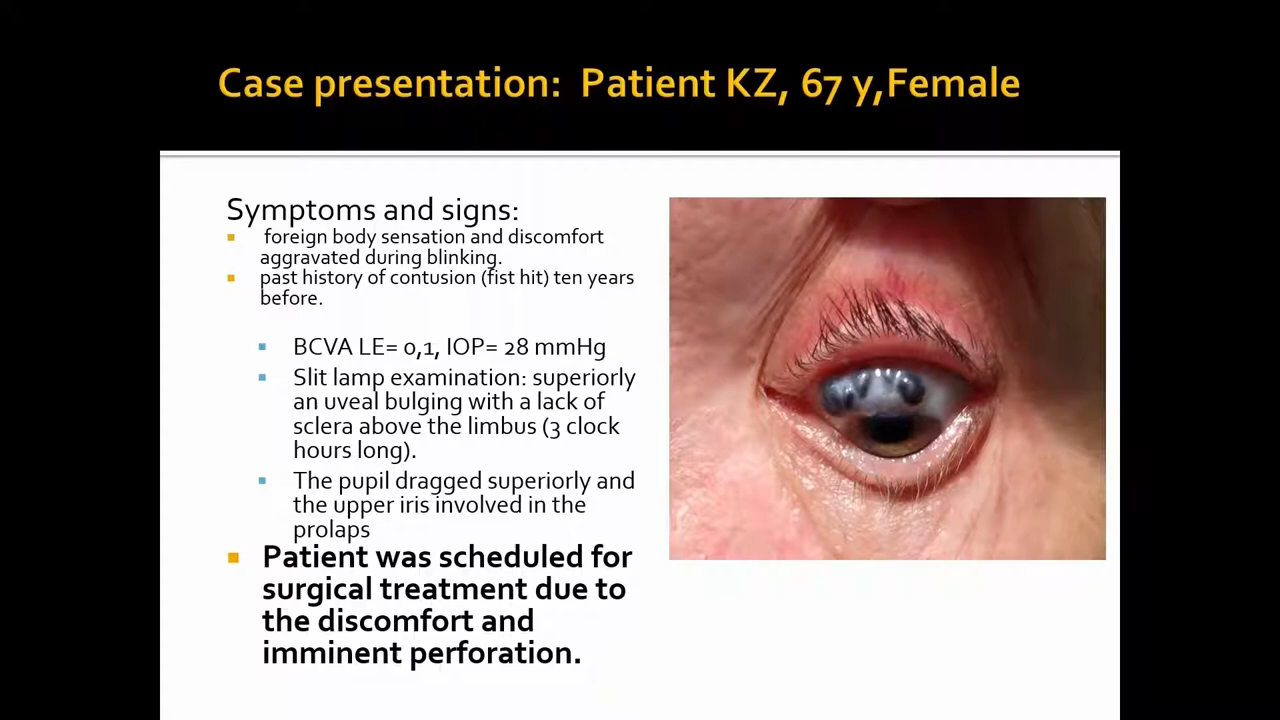 Case presentation: Patient KZ, 67 y,Female
Symptoms and signs:
foreign body sensation and discomfort
aggravated during blinking.
past history of contusion (fist hit) ten years
before.
BCVA LE= 0,1, IOP= 28 mmHg
Slit lamp examination: superiorly
an uveal bulging with a lack of
sclera above the limbus (3 clock
hours long).
The pupil dragged superiorly and
the upper iris involved in the
prolaps
Patient was scheduled for
surgical treatment due to
the discomfort and
imminent perforation.